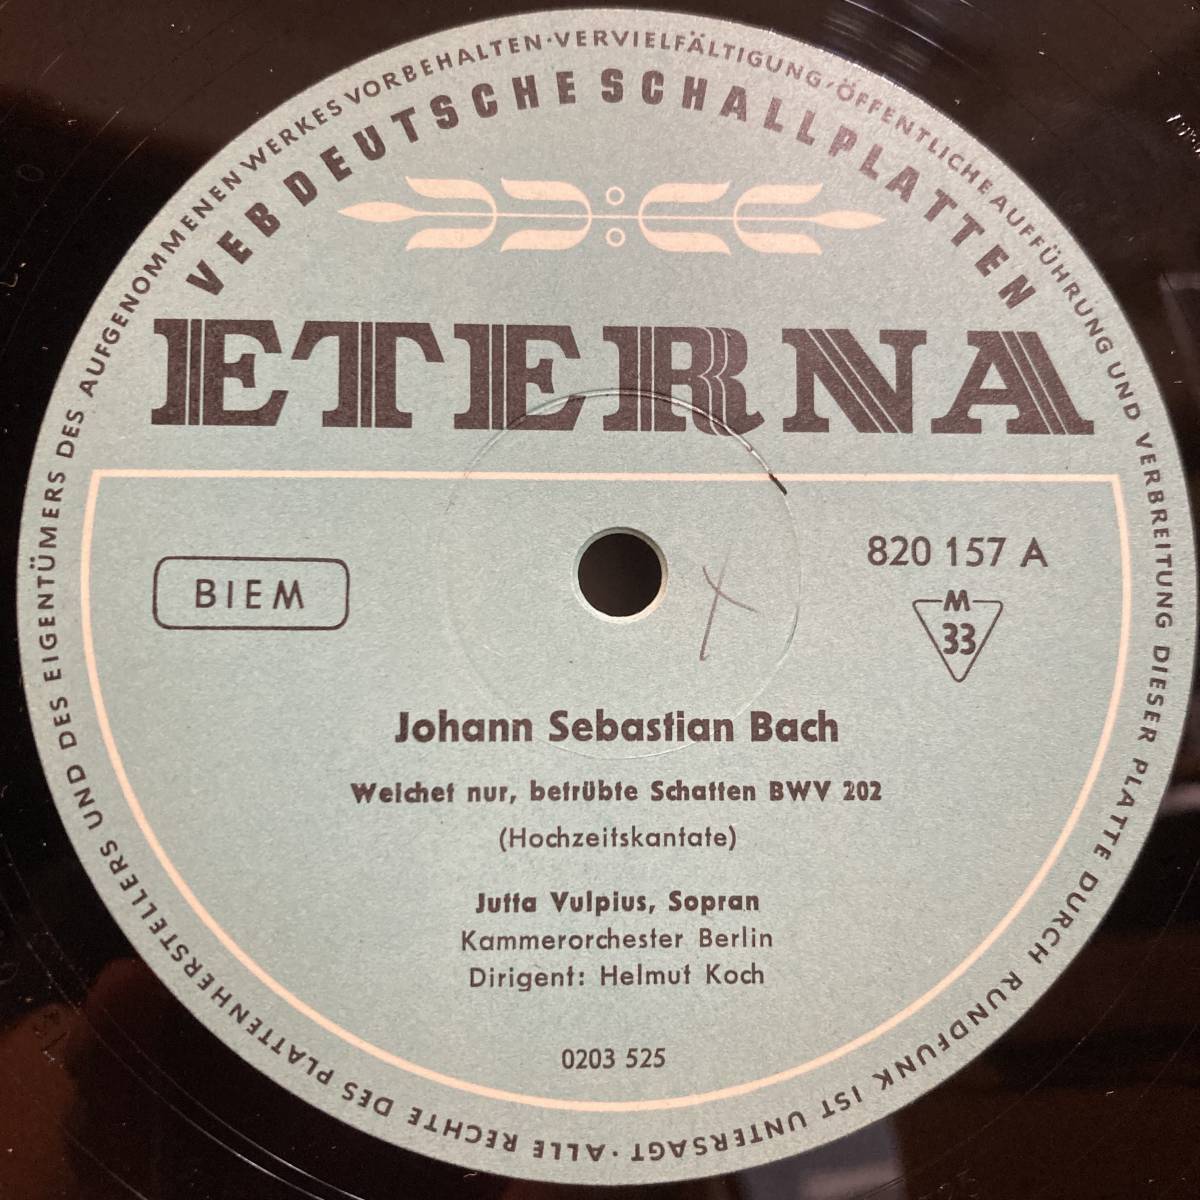 ALLE RECHTE DES PLATTENHERSTELLERS UND DES EIGENTÜMERS DES AUFGENOMMENEN WERKES VORBEHALTEN · VERVIELFÄLTIGUNG, ÖFFENTLICHE AUFFÜHRUNG UND VERBREITUNG DIESER PLATTE DURCH RUNDFUNK IST UNTERSAGT ·
VEB DEUTSCHE SCHALLPLATTEN
ETERNA
BIEM
820 157 A
M
33
Johann Sebastian Bach
Weichet nur, betrübte Schatten BWV 202
(Hochzeitskantate)
Jutta Vulpius, Sopran
Kammerorchester Berlin
Dirigent: Helmut Koch
0203 525